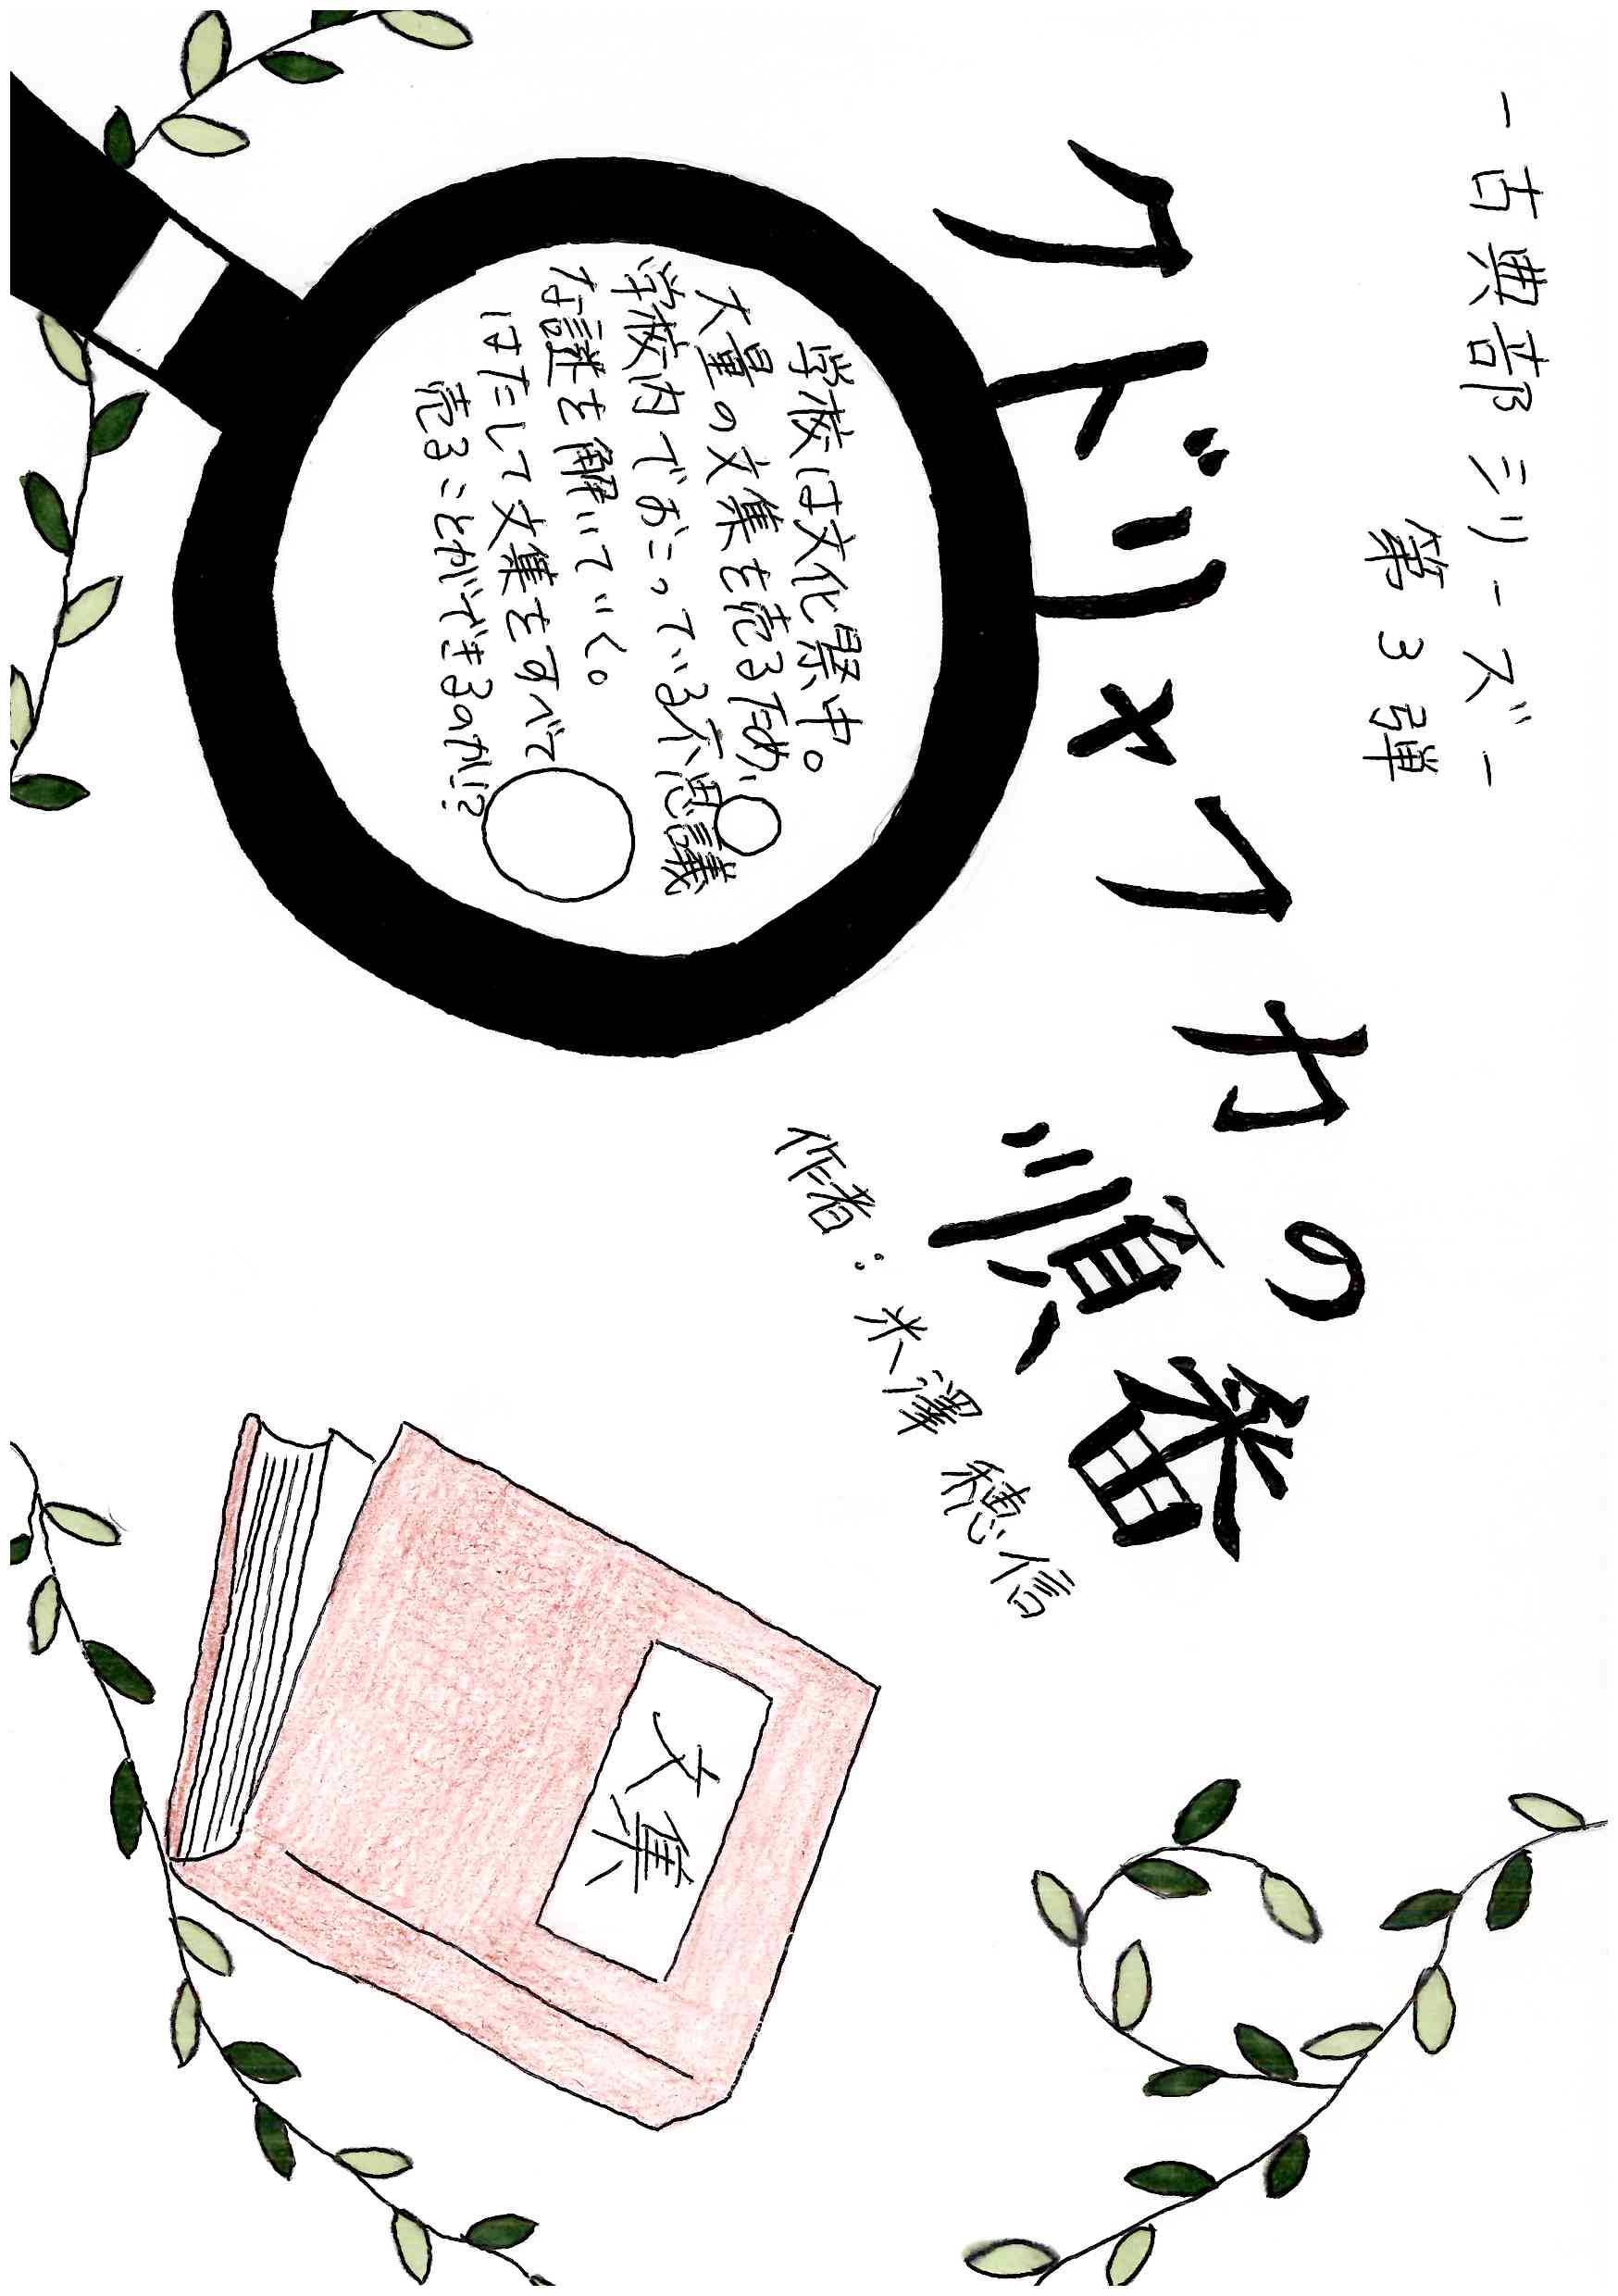 -古典部シリーズ-
第3弾
クドリャフカの
順番
作者:米澤穂信
学校は文化祭中。
大量の文集を売るため、
学校内でおこっている不思議
な謎を解いていく。
はたして文集をすべて
売ることができるのか!?
文集